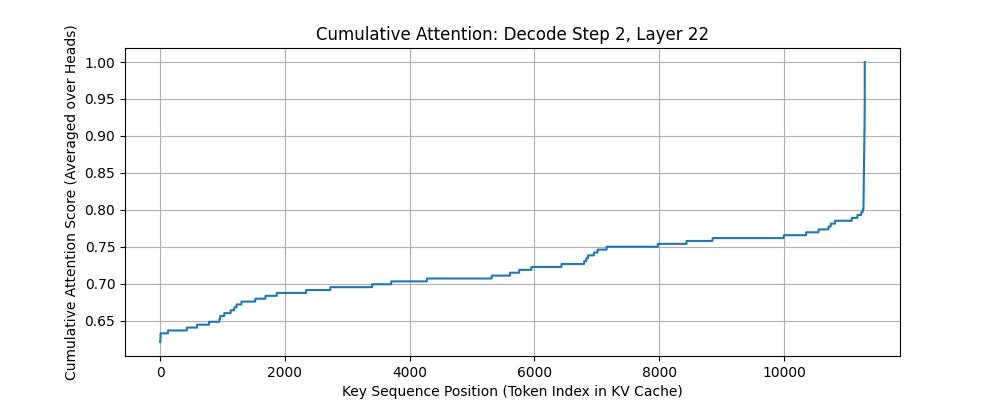 Cumulative Attention: Decode Step 2, Layer 22
Cumulative Attention Score (Averaged over Heads)
1.00
0.95
0.90
0.85
0.80
0.75
0.70
0.65
0 2000 4000 6000 8000 10000
Key Sequence Position (Token Index in KV Cache)